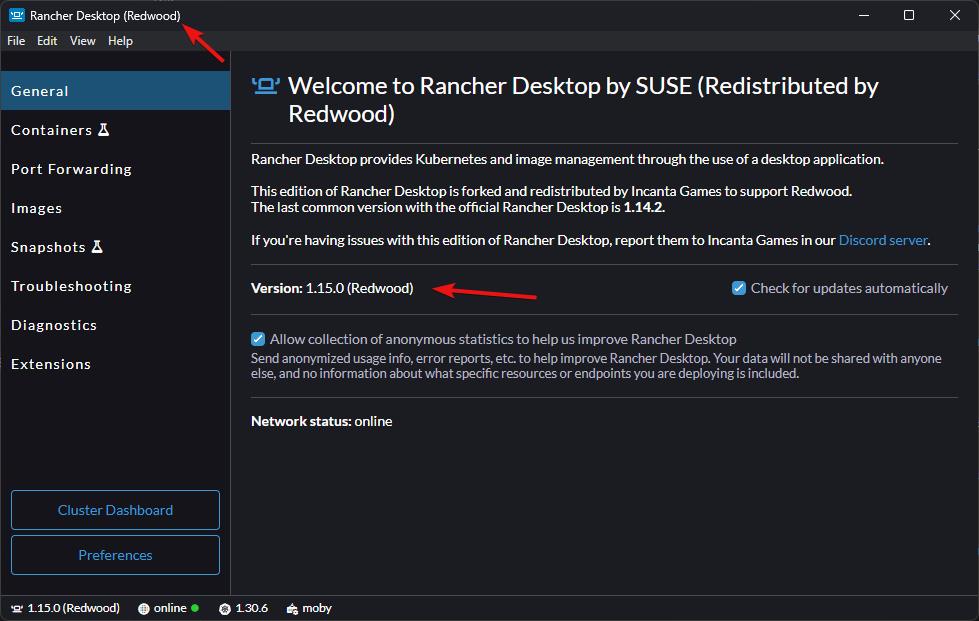 Rancher Desktop (Redwood)
File Edit View Help
General
Containers
Port Forwarding
Images
Snapshots
Troubleshooting
Diagnostics
Extensions
Cluster Dashboard
Preferences
Welcome to Rancher Desktop by SUSE (Redistributed by
Redwood)
Rancher Desktop provides Kubernetes and image management through the use of a desktop application.
This edition of Rancher Desktop is forked and redistributed by Incanta Games to support Redwood.
The last common version with the official Rancher Desktop is 1.14.2.
If you're having issues with this edition of Rancher Desktop, report them to Incanta Games in our Discord server.
Version: 1.15.0 (Redwood) Check for updates automatically
Allow collection of anonymous statistics to help us improve Rancher Desktop
Send anonymized usage info, error reports, etc. to help improve Rancher Desktop. Your data will not be shared with anyone
else, and no information about what specific resources or endpoints you are deploying is included.
Network status: online
1.15.0 (Redwood) online 1.30.6 moby